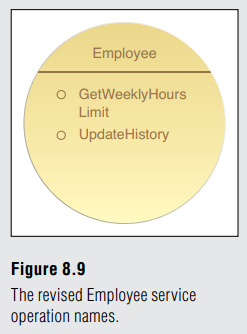 Employee
GetWeeklyHours
Limit
UpdateHistory
Figure 8.9
The revised Employee service
operation names.